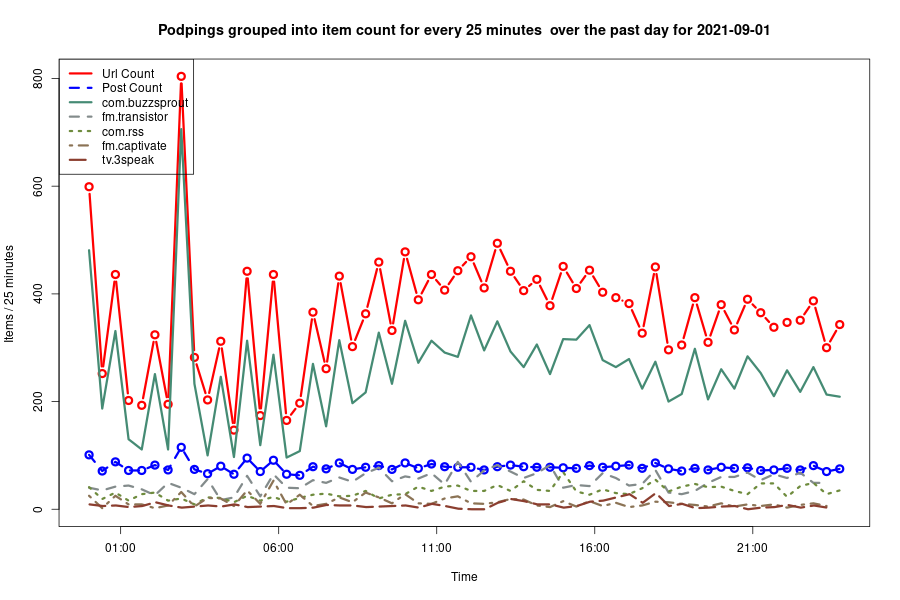 Podpings grouped into item count for every 25 minutes  over the past day for 2021-09-01
Url Count
Post Count
com.buzzsprout
fm.transistor
com.rss
fm.captivate
tv.3speak
Items / 25 minutes
800
600
400
200
0
01:00 06:00 11:00 16:00 21:00
Time